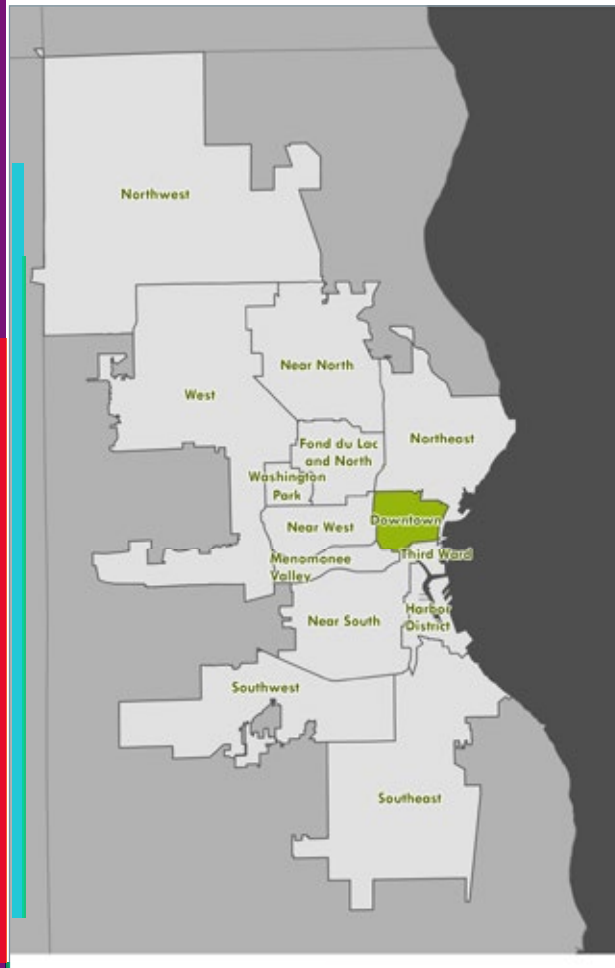 Northwest
Near North
West
Northeast
Fond du Lac
and North
Washington
Park
Downtown
Near West
Third Ward
Menomonee
Valley
Harbor
District
Near South
Southwest
Southeast